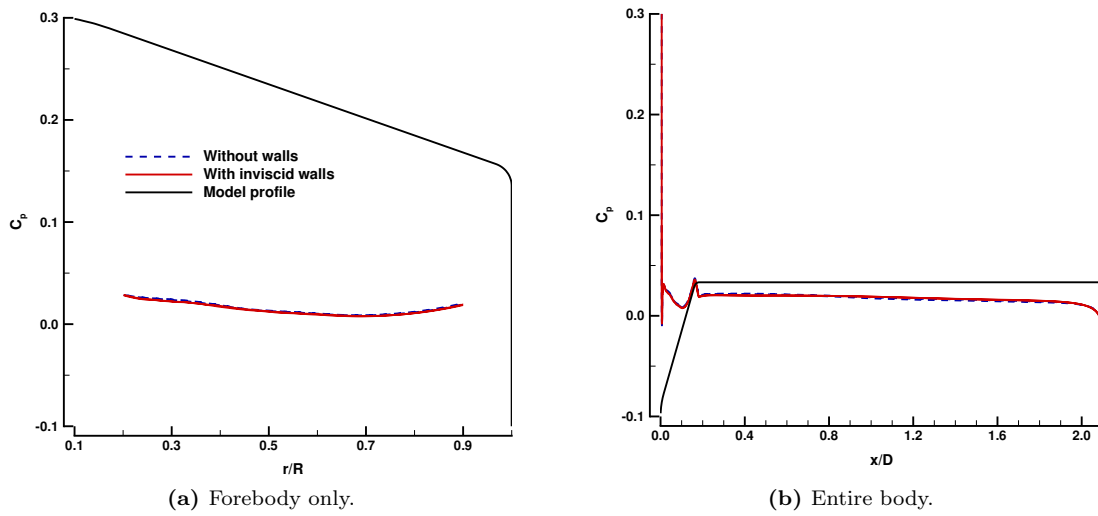 0.3
0.2
0.1
0.0
-0.1
Cp
0.1 0.3 0.5 0.7 0.9
r/R
Without walls
With inviscid walls
Model profile
(a) Forebody only.
0.3
0.2
0.1
0.0
-0.1
Cp
0.0 0.4 0.8 1.2 1.6 2.0
x/D
(b) Entire body.